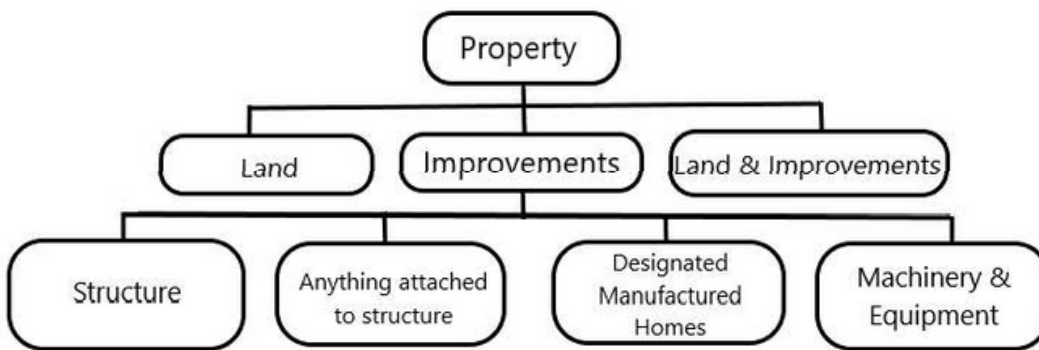 Property
Land
Improvements
Land & Improvements
Structure
Anything attached
to structure
Designated
Manufactured
Homes
Machinery &
Equipment